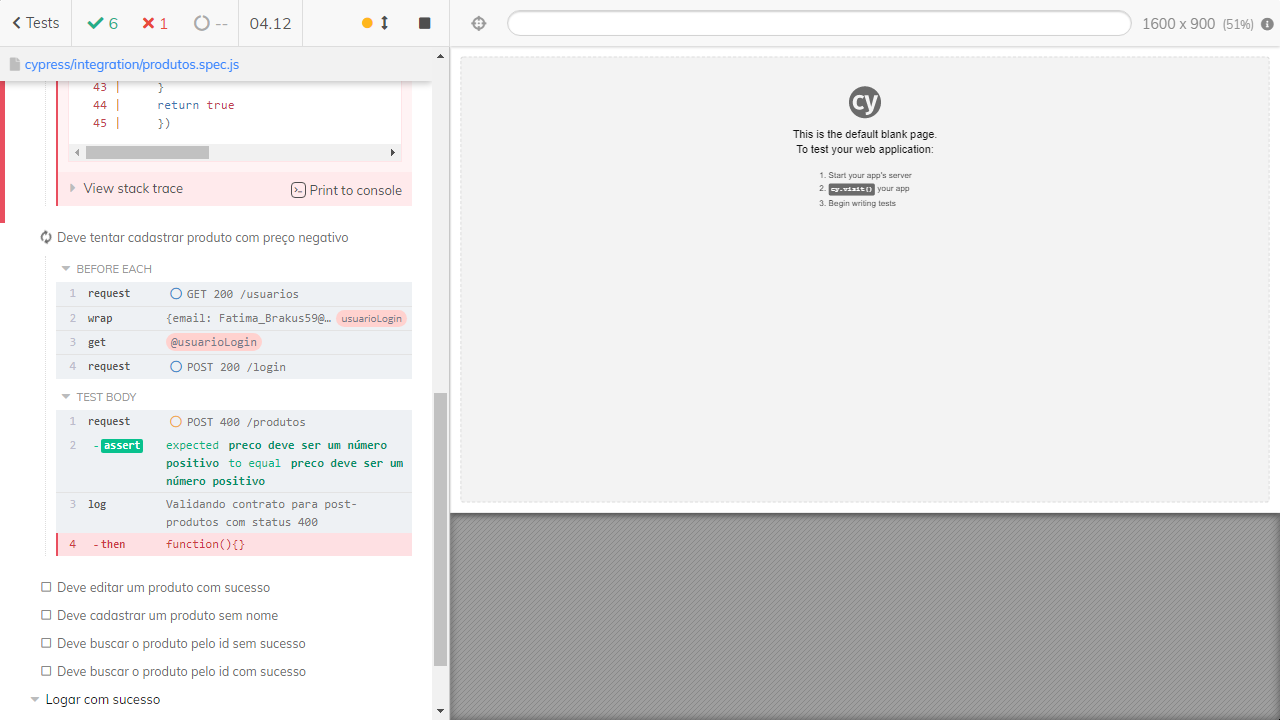 Tests
6
1
--
04.12
1600 x 900 (51%)
cypress/integration/produtos.spec.js
43 | }
44 | return true
45 | })
View stack trace
Print to console
Deve tentar cadastrar produto com preço negativo
BEFORE EACH
1 request GET 200 /usuarios
2 wrap {email: Fatima_Brakus59@… usuarioLogin
3 get @usuarioLogin
4 request POST 200 /login
TEST BODY
1 request POST 400 /produtos
2 -assert expected preco deve ser um número
positivo to equal preco deve ser um
número positivo
3 log Validando contrato para post-
produtos com status 400
4 -then function(){}
Deve editar um produto com sucesso
Deve cadastrar um produto sem nome
Deve buscar o produto pelo id sem sucesso
Deve buscar o produto pelo id com sucesso
Logar com sucesso
cy
This is the default blank page.
To test your web application:
1. Start your app's server
2. cy.visit() your app
3. Begin writing tests